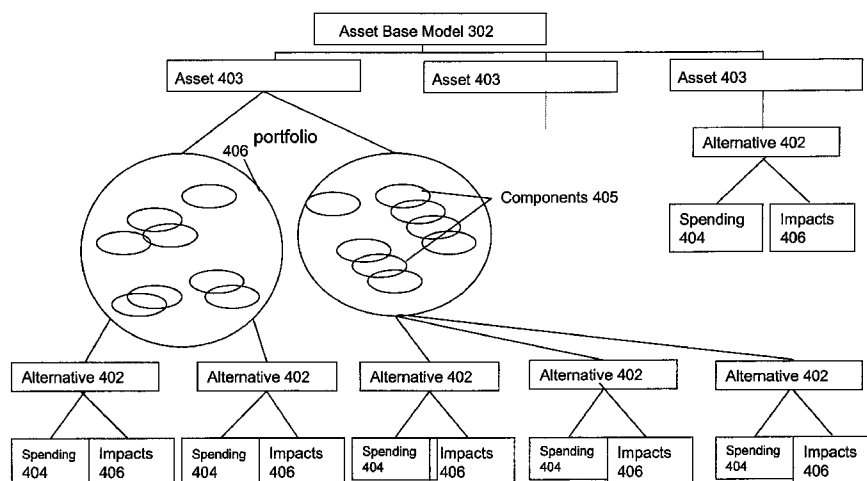 Asset Base Model 302
Asset 403
Asset 403
Asset 403
portfolio
406
Components 405
Alternative 402
Spending
404
Impacts
406
Alternative 402
Alternative 402
Alternative 402
Alternative 402
Alternative 402
Spending
404
Impacts
406
Spending
404
Impacts
406
Spending
404
Impacts
406
Spending
404
Impacts
406
Spending
404
Impacts
406